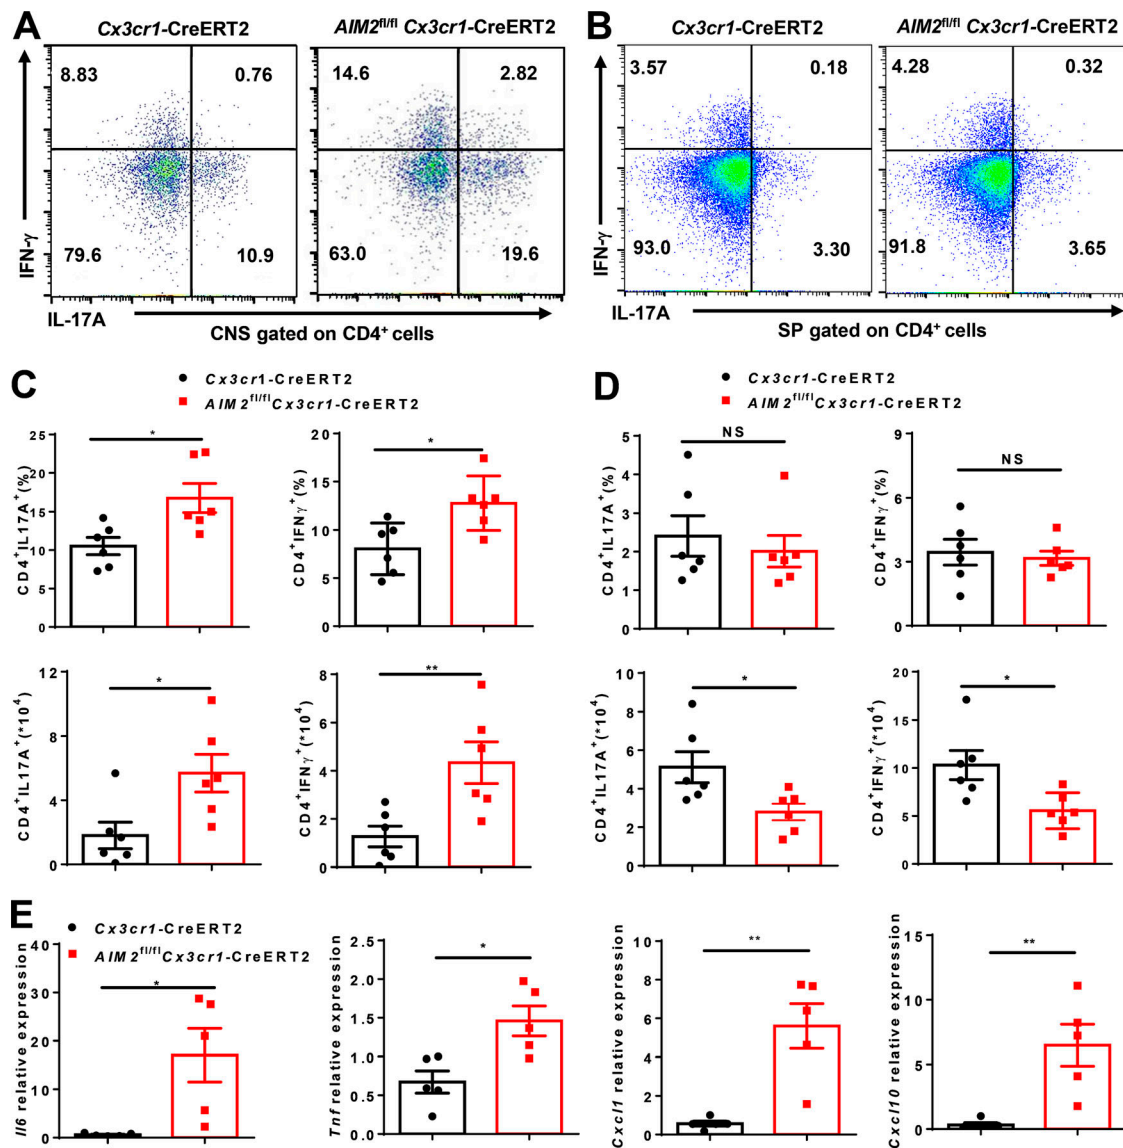 A
Cx3cr1-CreERT2
AIM2fl/fl Cx3cr1-CreERT2
8.83
0.76
14.6
2.82
79.6
10.9
63.0
19.6
IFN-γ
IL-17A
CNS gated on CD4+ cells
B
Cx3cr1-CreERT2
AIM2fl/fl Cx3cr1-CreERT2
3.57
0.18
4.28
0.32
93.0
3.30
91.8
3.65
IFN-γ
IL-17A
SP gated on CD4+ cells
C
Cx3cr1-CreERT2
AIM2fl/flCx3cr1-CreERT2
CD4+IL17A+(%)
25
20
15
10
5
0
*
CD4+IFNγ+(%)
20
15
10
5
0
*
CD4+IL17A+(*104)
12
8
4
0
*
CD4+IFNγ+(*104)
8
6
4
2
0
**
D
Cx3cr1-CreERT2
AIM2fl/flCx3cr1-CreERT2
CD4+IL17A+(%)
5
4
3
2
1
0
NS
CD4+IFNγ+(%)
9
6
3
0
NS
CD4+IL17A+(*104)
10
8
6
4
2
0
*
CD4+IFNγ+(*104)
20
15
10
5
0
*
E
Cx3cr1-CreERT2
AIM2fl/flCx3cr1-CreERT2
Il6 relative expression
40
30
20
10
0
*
Tnf relative expression
2.5
2.0
1.5
1.0
0.5
0.0
*
Cxcl1 relative expression
8
6
4
2
0
**
Cxcl10 relative expression
15
10
5
0
**